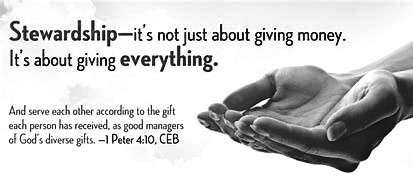 Stewardship—it's not just about giving money.
It's about giving everything.
And serve each other according to the gift
each person has received, as good managers
of God's diverse gifts. —1 Peter 4:10, CEB